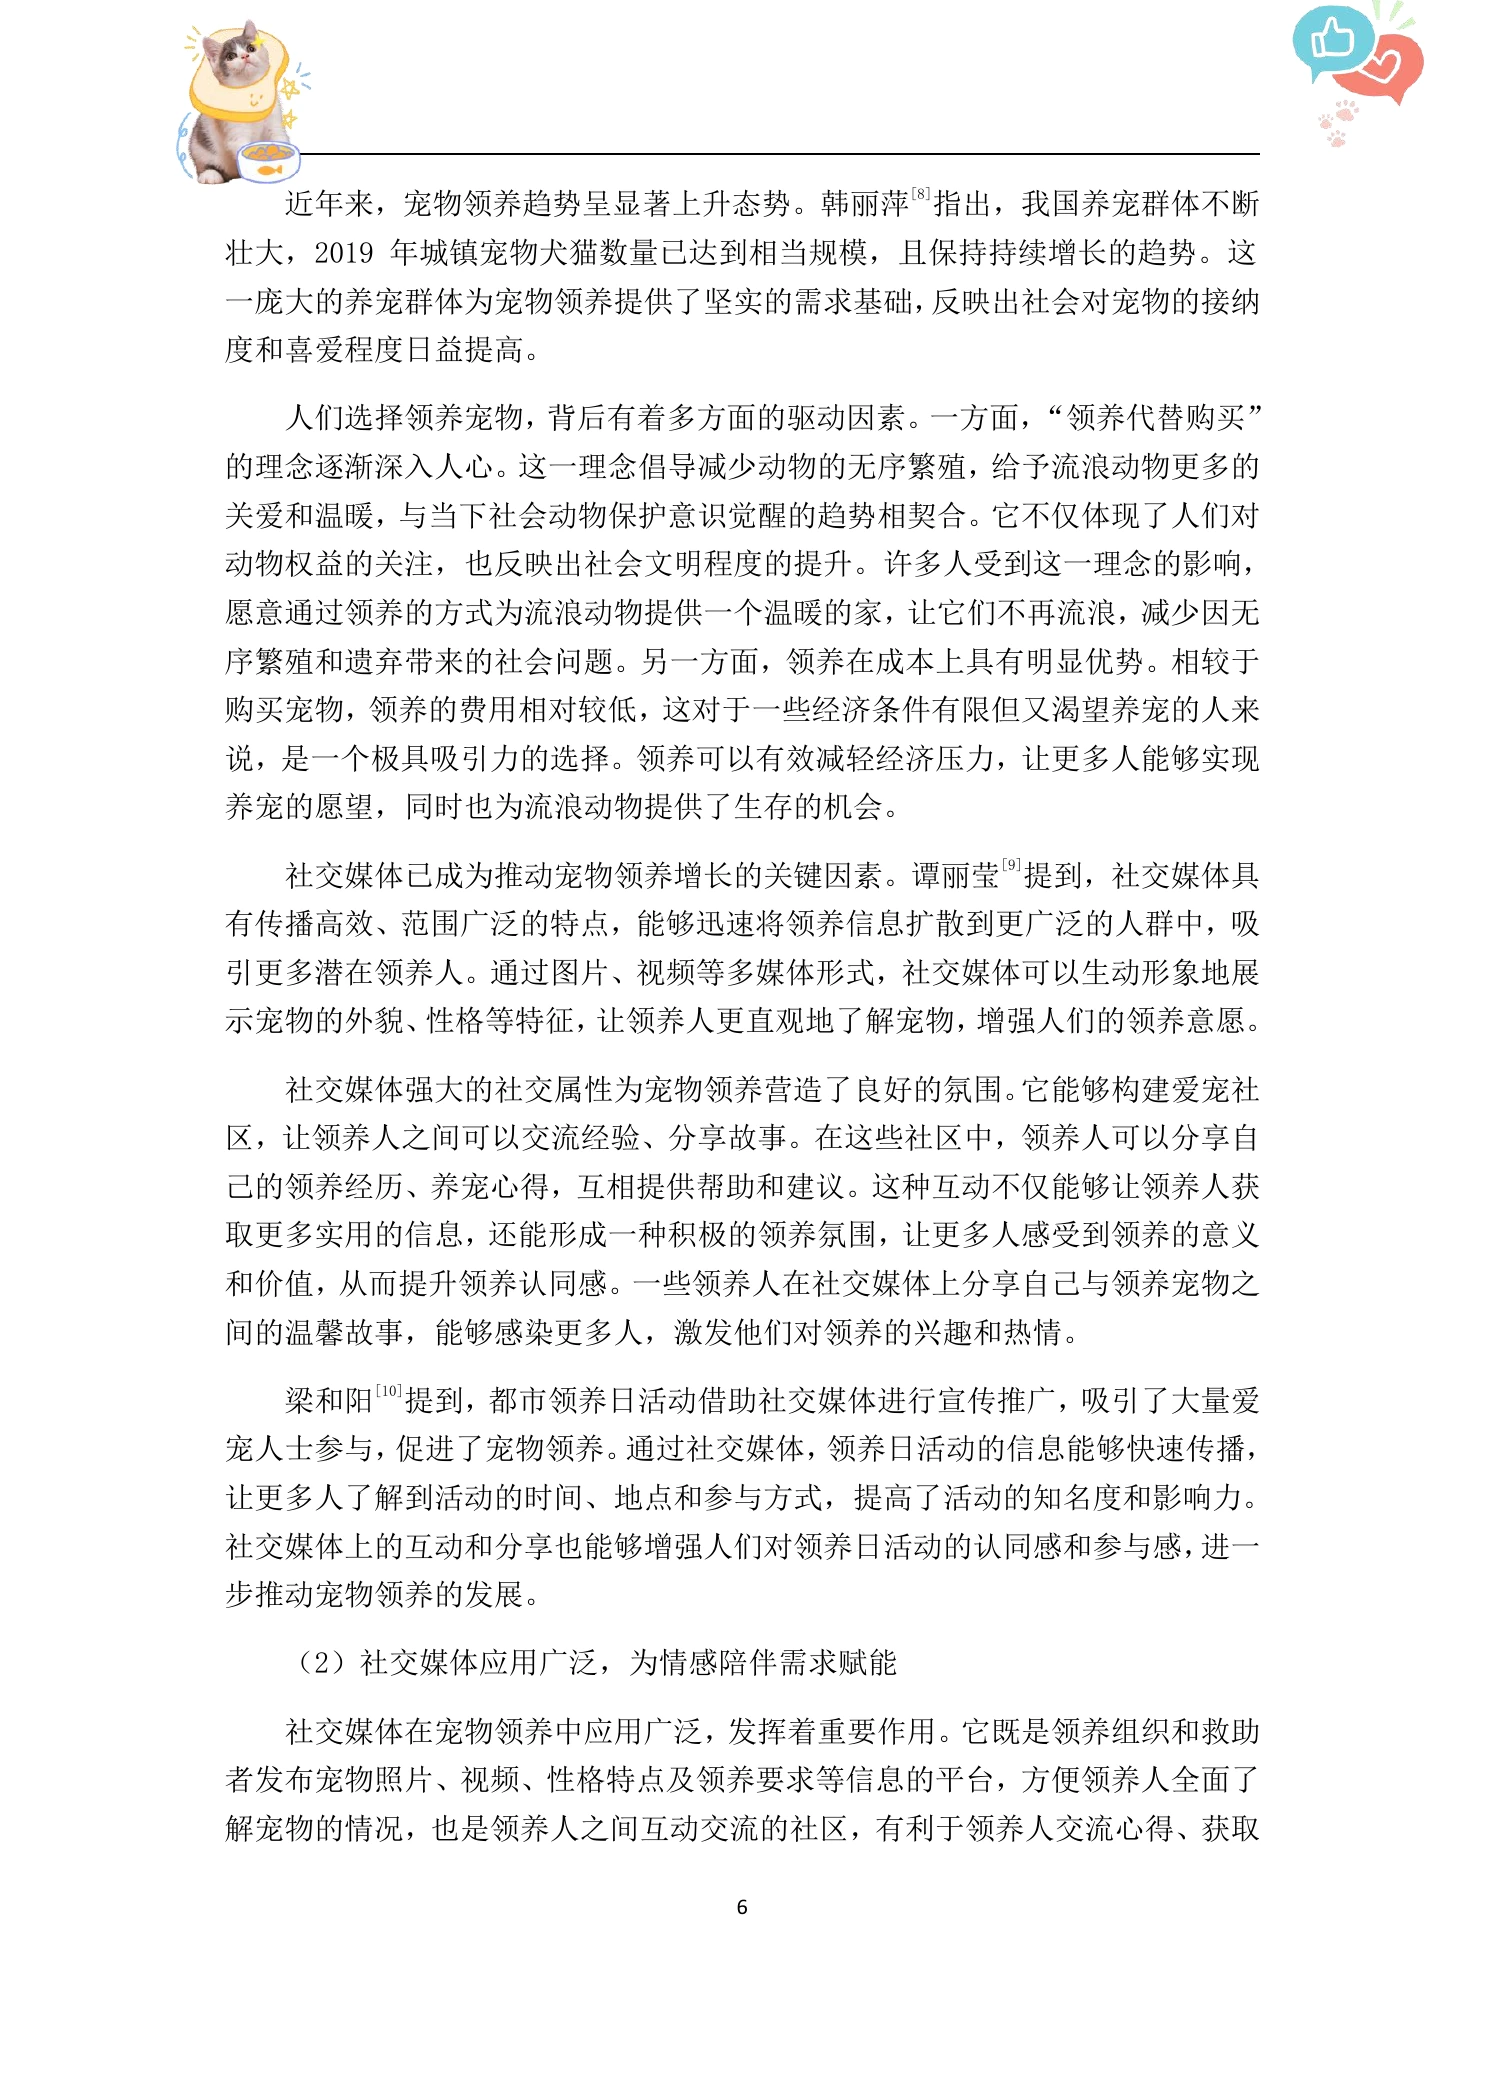 近年来，宠物领养趋势呈显著上升态势。韩丽萍[8]指出，我国养宠群体不断
壮大，2019 年城镇宠物犬猫数量已达到相当规模，且保持持续增长的趋势。这
一庞大的养宠群体为宠物领养提供了坚实的需求基础，反映出社会对宠物的接纳
度和喜爱程度日益提高。
人们选择领养宠物，背后有着多方面的驱动因素。一方面，“领养代替购买”
的理念逐渐深入人心。这一理念倡导减少动物的无序繁殖，给予流浪动物更多的
关爱和温暖，与当下社会动物保护意识觉醒的趋势相契合。它不仅体现了人们对
动物权益的关注，也反映出社会文明程度的提升。许多人受到这一理念的影响，
愿意通过领养的方式为流浪动物提供一个温暖的家，让它们不再流浪，减少因无
序繁殖和遗弃带来的社会问题。另一方面，领养在成本上具有明显优势。相较于
购买宠物，领养的费用相对较低，这对于一些经济条件有限但又渴望养宠的人来
说，是一个极具吸引力的选择。领养可以有效减轻经济压力，让更多人能够实现
养宠的愿望，同时也为流浪动物提供了生存的机会。
社交媒体已成为推动宠物领养增长的关键因素。谭丽莹[9]提到，社交媒体具
有传播高效、范围广泛的特点，能够迅速将领养信息扩散到更广泛的人群中，吸
引更多潜在领养人。通过图片、视频等多媒体形式，社交媒体可以生动形象地展
示宠物的外貌、性格等特征，让领养人更直观地了解宠物，增强人们的领养意愿。
社交媒体强大的社交属性为宠物领养营造了良好的氛围。它能够构建爱宠社
区，让领养人之间可以交流经验、分享故事。在这些社区中，领养人可以分享自
己的领养经历、养宠心得，互相提供帮助和建议。这种互动不仅能够让领养人获
取更多实用的信息，还能形成一种积极的领养氛围，让更多人感受到领养的意义
和价值，从而提升领养认同感。一些领养人在社交媒体上分享自己与领养宠物之
间的温馨故事，能够感染更多人，激发他们对领养的兴趣和热情。
梁和阳[10]提到，都市领养日活动借助社交媒体进行宣传推广，吸引了大量爱
宠人士参与，促进了宠物领养。通过社交媒体，领养日活动的信息能够快速传播，
让更多人了解到活动的时间、地点和参与方式，提高了活动的知名度和影响力。
社交媒体上的互动和分享也能够增强人们对领养日活动的认同感和参与感，进一
步推动宠物领养的发展。
（2）社交媒体应用广泛，为情感陪伴需求赋能
社交媒体在宠物领养中应用广泛，发挥着重要作用。它既是领养组织和救助
者发布宠物照片、视频、性格特点及领养要求等信息的平台，方便领养人全面了
解宠物的情况，也是领养人之间互动交流的社区，有利于领养人交流心得、获取
6